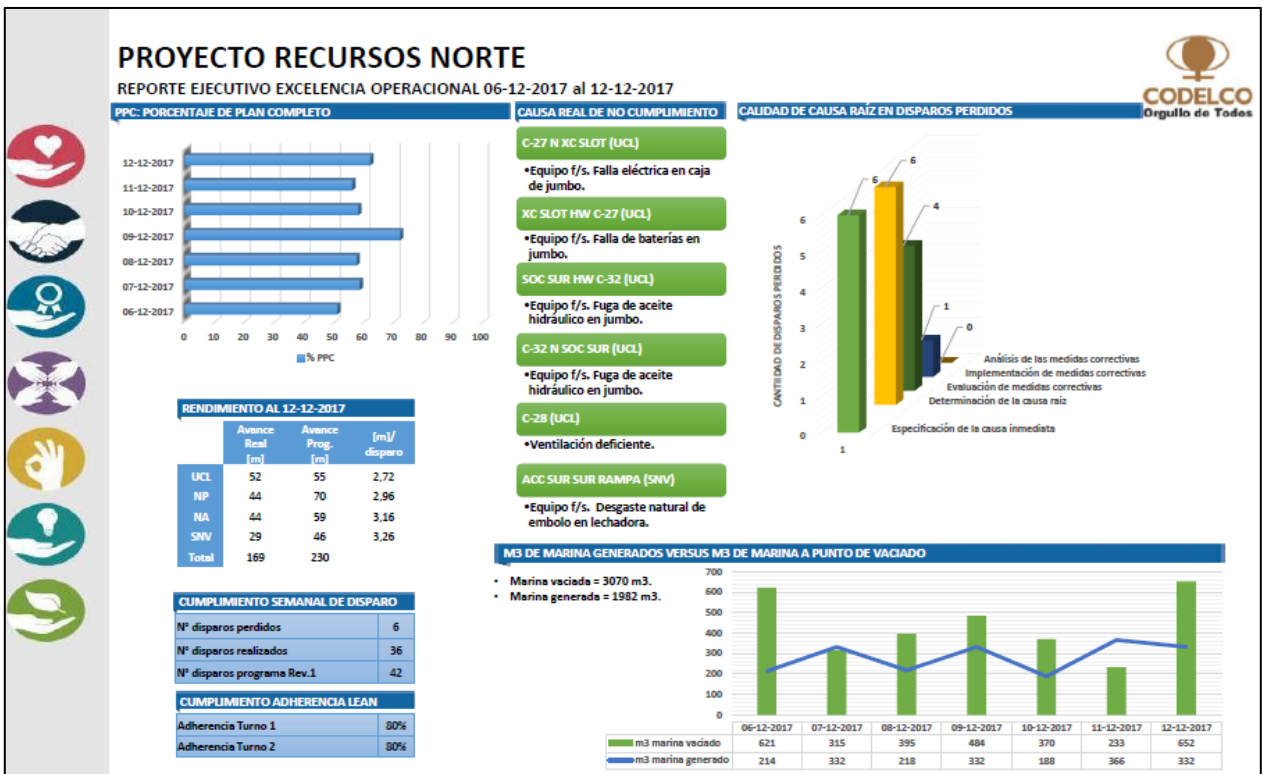 PROYECTO RECURSOS NORTE
REPORTE EJECUTIVO EXCELENCIA OPERACIONAL 06-12-2017 al 12-12-2017
CODELCO
Orgullo de Todos
PPC: PORCENTAJE DE PLAN COMPLETO
12-12-2017
11-12-2017
10-12-2017
09-12-2017
08-12-2017
07-12-2017
06-12-2017
0 10 20 30 40 50 60 70 80 90 100
% PPC
RENDIMIENTO AL 12-12-2017
Avance Avance [m]/
Real Prog. disparo
[m] [m]
UCL 52 55 2,72
NP 44 70 2,96
NA 44 59 3,16
SNV 29 46 3,26
Total 169 230
CUMPLIMIENTO SEMANAL DE DISPARO
N° disparos perdidos 6
N° disparos realizados 36
N° disparos programa Rev.1 42
CUMPLIMIENTO ADHERENCIA LEAN
Adherencia Turno 1 80%
Adherencia Turno 2 80%
CAUSA REAL DE NO CUMPLIMIENTO
C-27 N XC SLOT (UCL)
•Equipo f/s. Falla eléctrica en caja
de jumbo.
XC SLOT HW C-27 (UCL)
•Equipo f/s. Falla de baterías en
jumbo.
SOC SUR HW C-32 (UCL)
•Equipo f/s. Fuga de aceite
hidráulico en jumbo.
C-32 N SOC SUR (UCL)
•Equipo f/s. Fuga de aceite
hidráulico en jumbo.
C-28 (UCL)
•Ventilación deficiente.
ACC SUR SUR RAMPA (SNV)
•Equipo f/s. Desgaste natural de
embolo en lechadora.
CALIDAD DE CAUSA RAÍZ EN DISPAROS PERDIDOS
CANTIDAD DE DISPAROS PERDIDOS
6
5
4
3
2
1
0
6
6
4
1
0
1
Análisis de las medidas correctivas
Implementación de medidas correctivas
Evaluación de medidas correctivas
Determinación de la causa raíz
Especificación de la causa inmediata
M3 DE MARINA GENERADOS VERSUS M3 DE MARINA A PUNTO DE VACIADO
• Marina vaciada = 3070 m3.
• Marina generada = 1982 m3.
700
600
500
400
300
200
100
0
06-12-2017 07-12-2017 08-12-2017 09-12-2017 10-12-2017 11-12-2017 12-12-2017
m3 marina vaciado 621 315 395 484 370 233 652
m3 marina generado 214 332 218 332 188 366 332